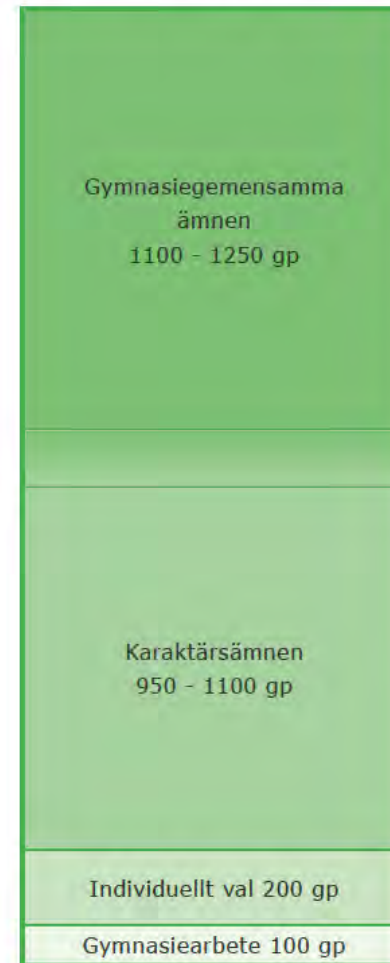 Gymnasiegemensamma
ämnen
1100 - 1250 gp
Karaktärsämnen
950 - 1100 gp
Individuellt val 200 gp
Gymnasiearbete 100 gp